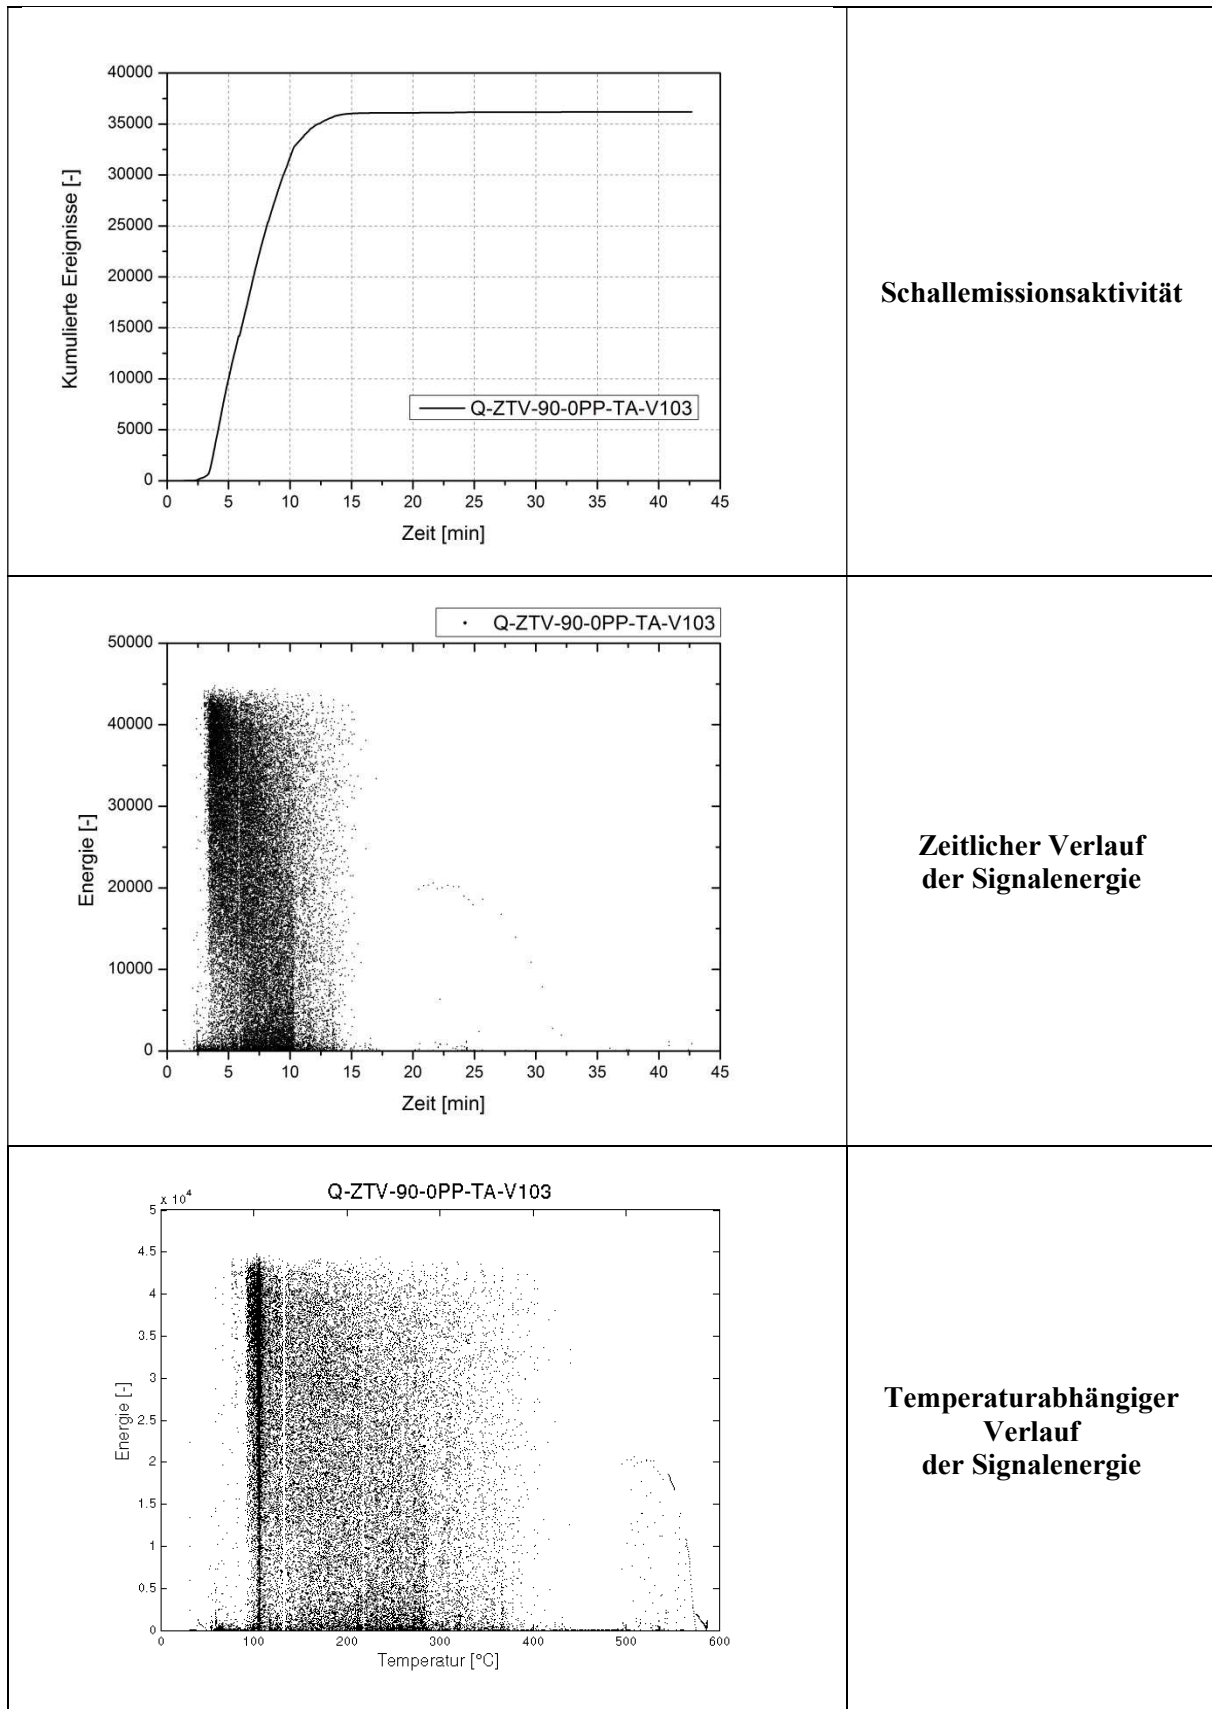 40000
35000
30000
25000
20000
15000
10000
5000
0
0 5 10 15 20 25 30 35 40 45
Kumulierte Ereignisse [-]
Zeit [min]
Q-ZTV-90-0PP-TA-V103
Schallemissionsaktivität
Q-ZTV-90-0PP-TA-V103
50000
40000
30000
20000
10000
0
0 5 10 15 20 25 30 35 40 45
Energie [-]
Zeit [min]
Zeitlicher Verlauf
der Signalenergie
Q-ZTV-90-0PP-TA-V103
x 10⁴
5
4.5
4
3.5
3
2.5
2
1.5
1
0.5
0
0 100 200 300 400 500 600
Energie [-]
Temperatur [°C]
Temperaturabhängiger
Verlauf
der Signalenergie